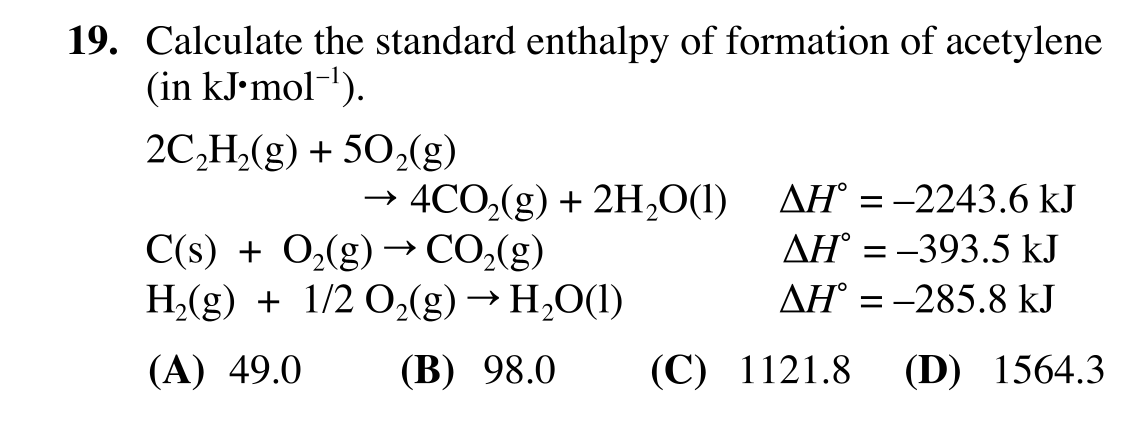 19. Calculate the standard enthalpy of formation of acetylene
(in kJ•mol⁻¹).
2C₂H₂(g) + 5O₂(g)
→ 4CO₂(g) + 2H₂O(l) ΔH° = –2243.6 kJ
C(s) + O₂(g) → CO₂(g) ΔH° = –393.5 kJ
H₂(g) + 1/2 O₂(g) → H₂O(l) ΔH° = –285.8 kJ
(A) 49.0 (B) 98.0 (C) 1121.8 (D) 1564.3